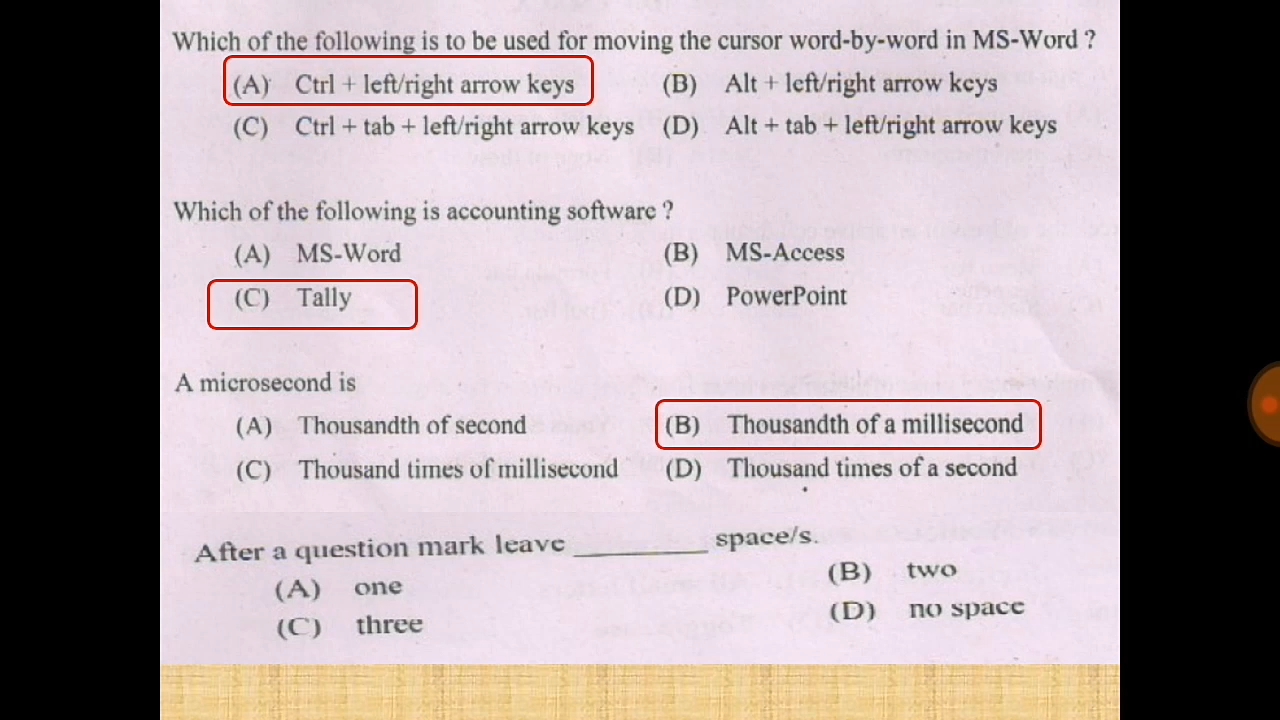 Which of the following is to be used for moving the cursor word-by-word in MS-Word ?
(A) Ctrl + left/right arrow keys (B) Alt + left/right arrow keys
(C) Ctrl + tab + left/right arrow keys (D) Alt + tab + left/right arrow keys
Which of the following is accounting software ?
(A) MS-Word (B) MS-Access
(C) Tally (D) PowerPoint
A microsecond is
(A) Thousandth of second (B) Thousandth of a millisecond
(C) Thousand times of millisecond (D) Thousand times of a second
After a question mark leave ________ space/s.
(A) one (B) two
(C) three (D) no space